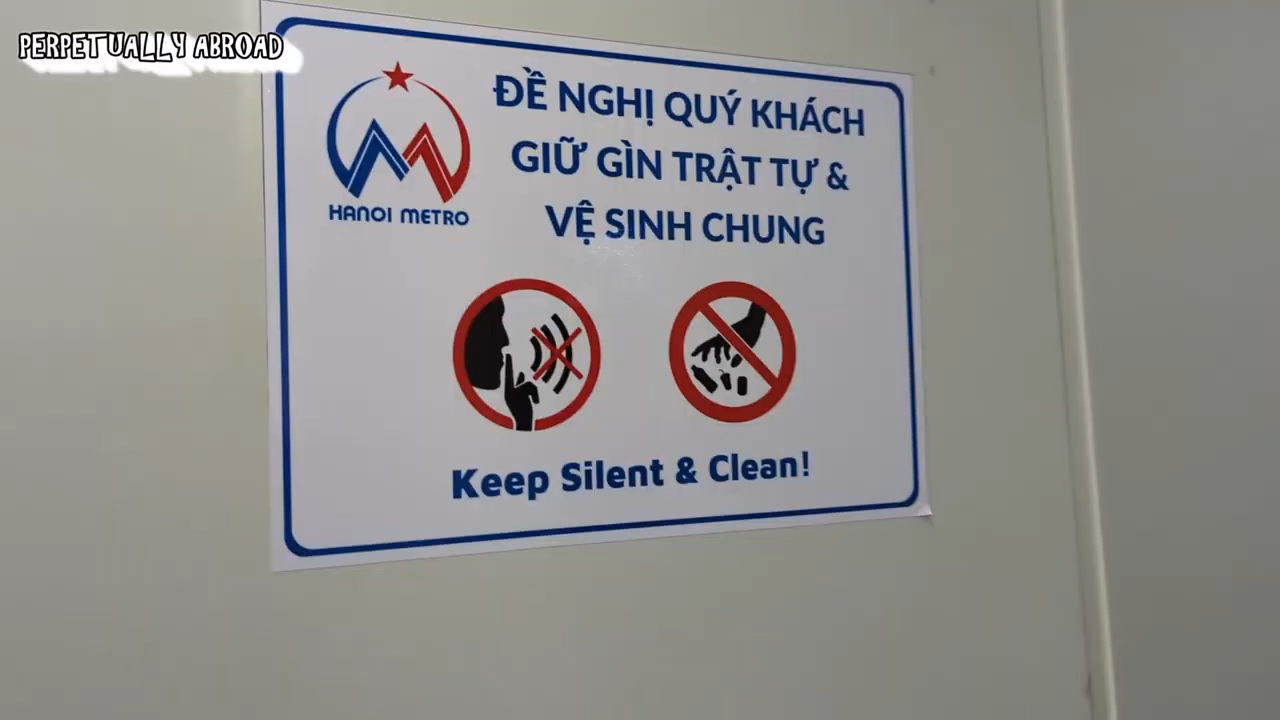 PERPETUALLY ABROAD
ĐỀ NGHỊ QUÝ KHÁCH
GIỮ GÌN TRẬT TỰ &
VỆ SINH CHUNG
HANOI METRO
Keep Silent & Clean!